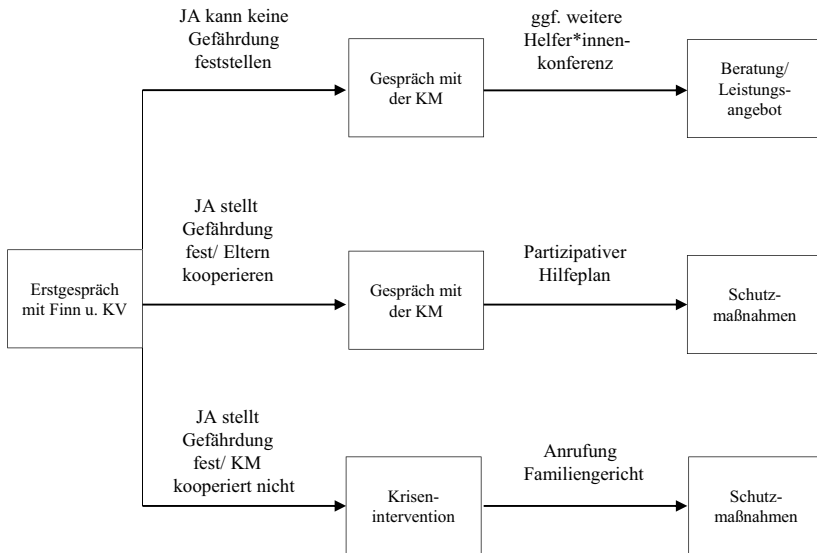 JA kann keine
Gefährdung
feststellen
Gespräch mit
der KM
ggf. weitere
Helfer*innen-
konferenz
Beratung/
Leistungs-
angebot
Erstgespräch
mit Finn u. KV
JA stellt
Gefährdung
fest/ Eltern
kooperieren
Gespräch mit
der KM
Partizipativer
Hilfeplan
Schutz-
maßnahmen
JA stellt
Gefährdung
fest/ KM
kooperiert nicht
Krisen-
intervention
Anrufung
Familiengericht
Schutz-
maßnahmen